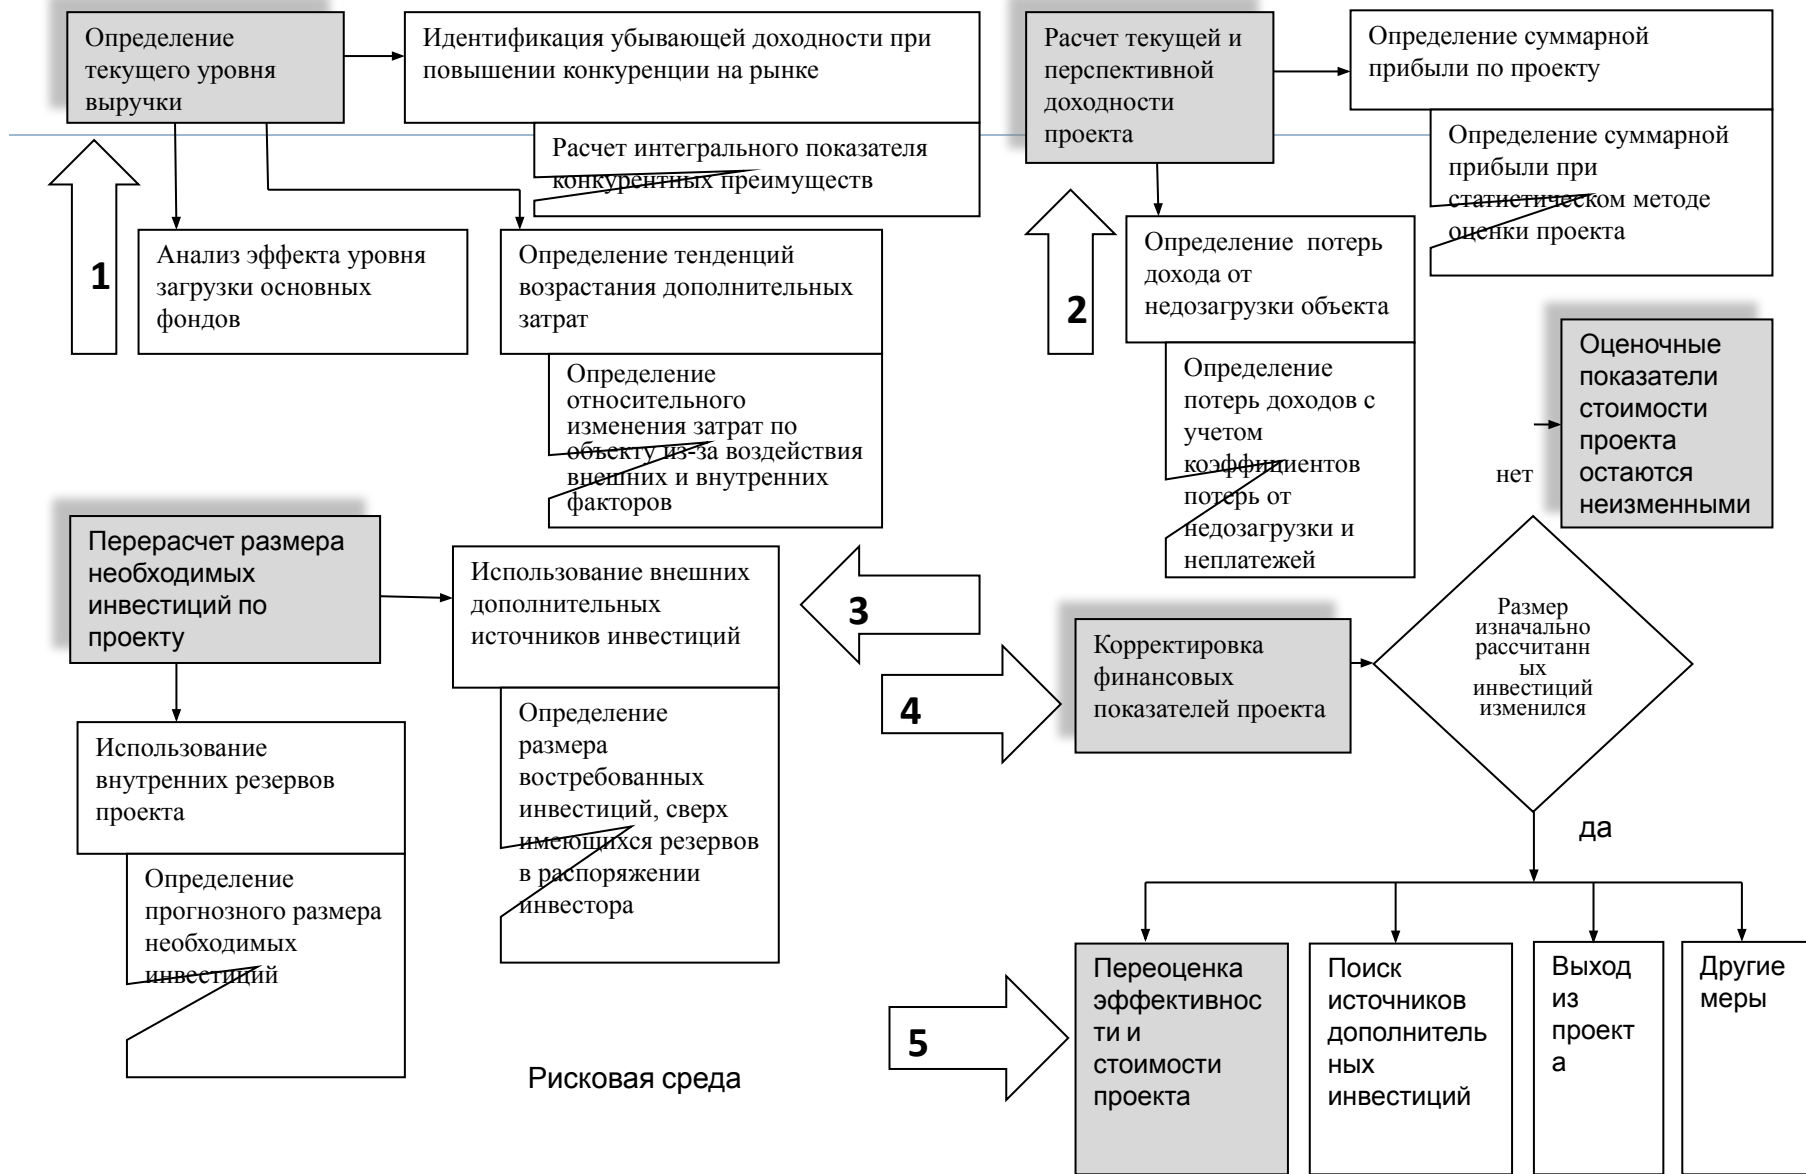 Определение
текущего уровня
выручки
Идентификация убывающей доходности при
повышении конкуренции на рынке
Расчет интегрального показателя
конкурентных преимуществ
1
Анализ эффекта уровня
загрузки основных
фондов
Определение тенденций
возрастания дополнительных
затрат
Определение
относительного
изменения затрат по
объекту из-за воздействия
внешних и внутренних
факторов
Расчет текущей и
перспективной
доходности
проекта
Определение суммарной
прибыли по проекту
Определение суммарной
прибыли при
статистическом методе
оценки проекта
2
Определение  потерь
дохода от
недозагрузки объекта
Определение
потерь доходов с
учетом
коэффициентов
потерь от
недозагрузки и
неплатежей
Оценочные
показатели
стоимости
проекта
остаются
неизменными
нет
Перерасчет размера
необходимых
инвестиций по
проекту
Использование внешних
дополнительных
источников инвестиций
3
Определение
размера
востребованных
инвестиций, сверх
имеющихся резервов
в распоряжении
инвестора
Использование
внутренних резервов
проекта
Определение
прогнозного размера
необходимых
инвестиций
4
Корректировка
финансовых
показателей проекта
Размер
изначально
рассчитанн
ых
инвестиций
изменился
да
5
Переоценка
эффективнос
ти и
стоимости
проекта
Поиск
источников
дополнитель
ных
инвестиций
Выход
из
проект
а
Другие
меры
Рисковая среда